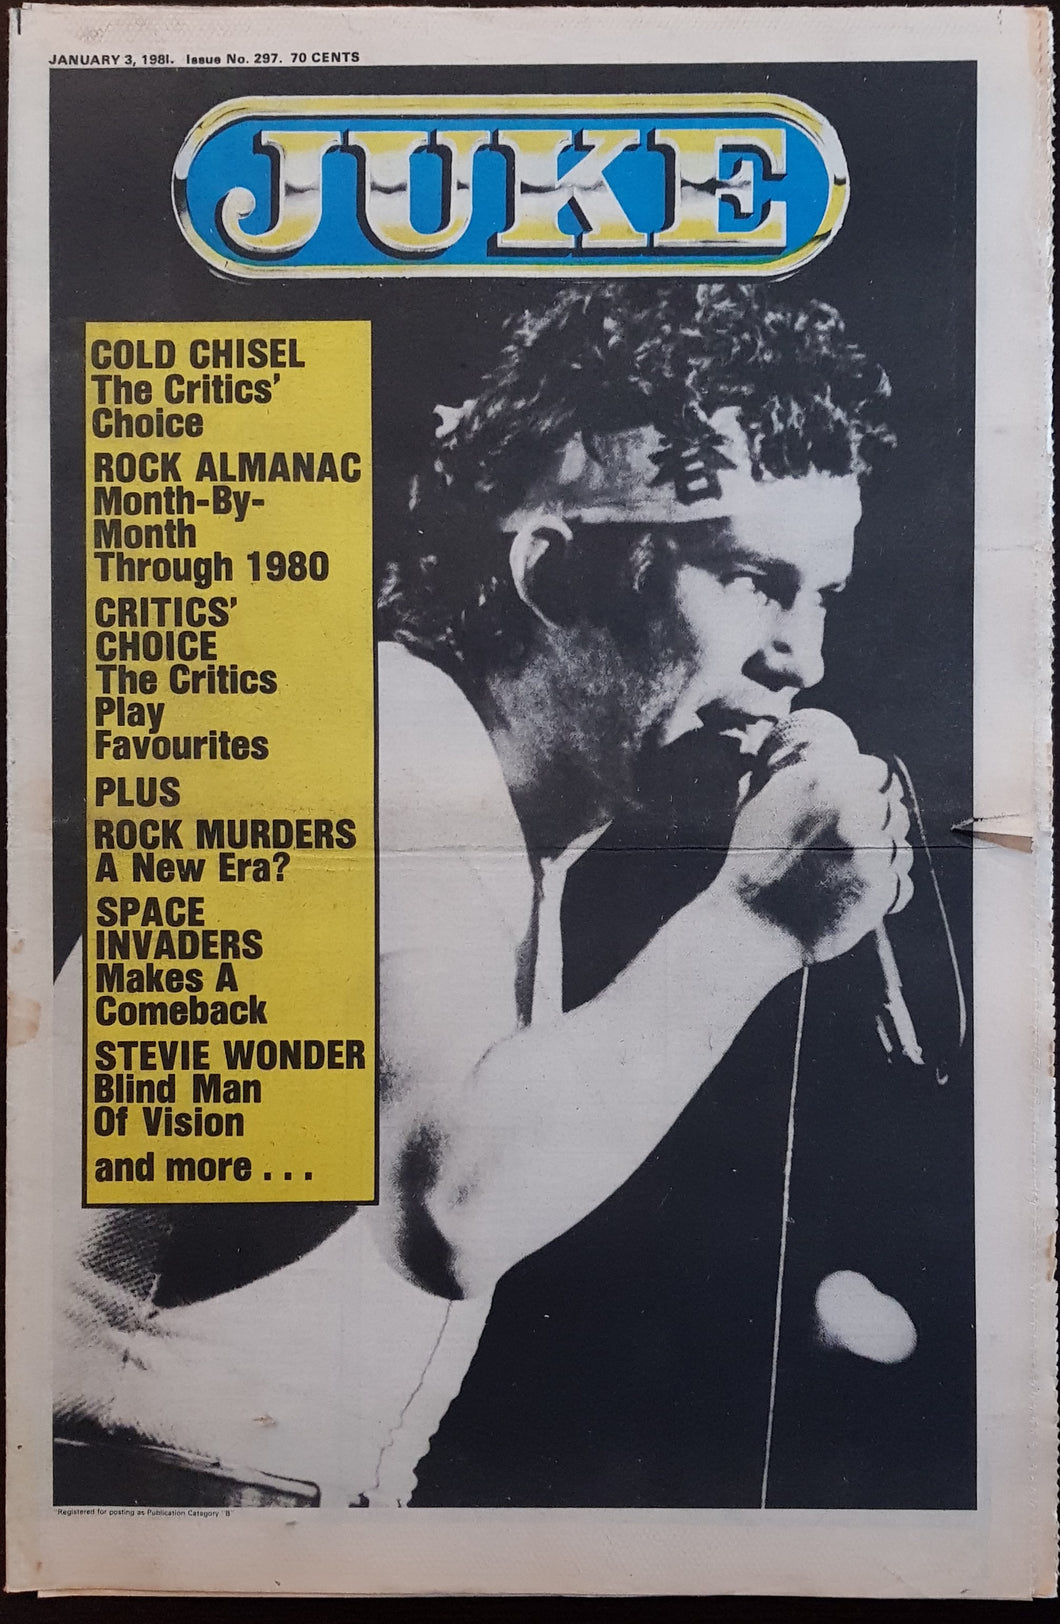 JANUARY 3, 1981. Issue No. 297. 70 CENTS
JUKE
COLD CHISEL
The Critics'
Choice
ROCK ALMANAC
Month-By-
Month
Through 1980
CRITICS'
CHOICE
The Critics
Play
Favourites
PLUS
ROCK MURDERS
A New Era?
SPACE
INVADERS
Makes A
Comeback
STEVIE WONDER
Blind Man
Of Vision
and more . . .
"Registered for posting as Publication Category "B"